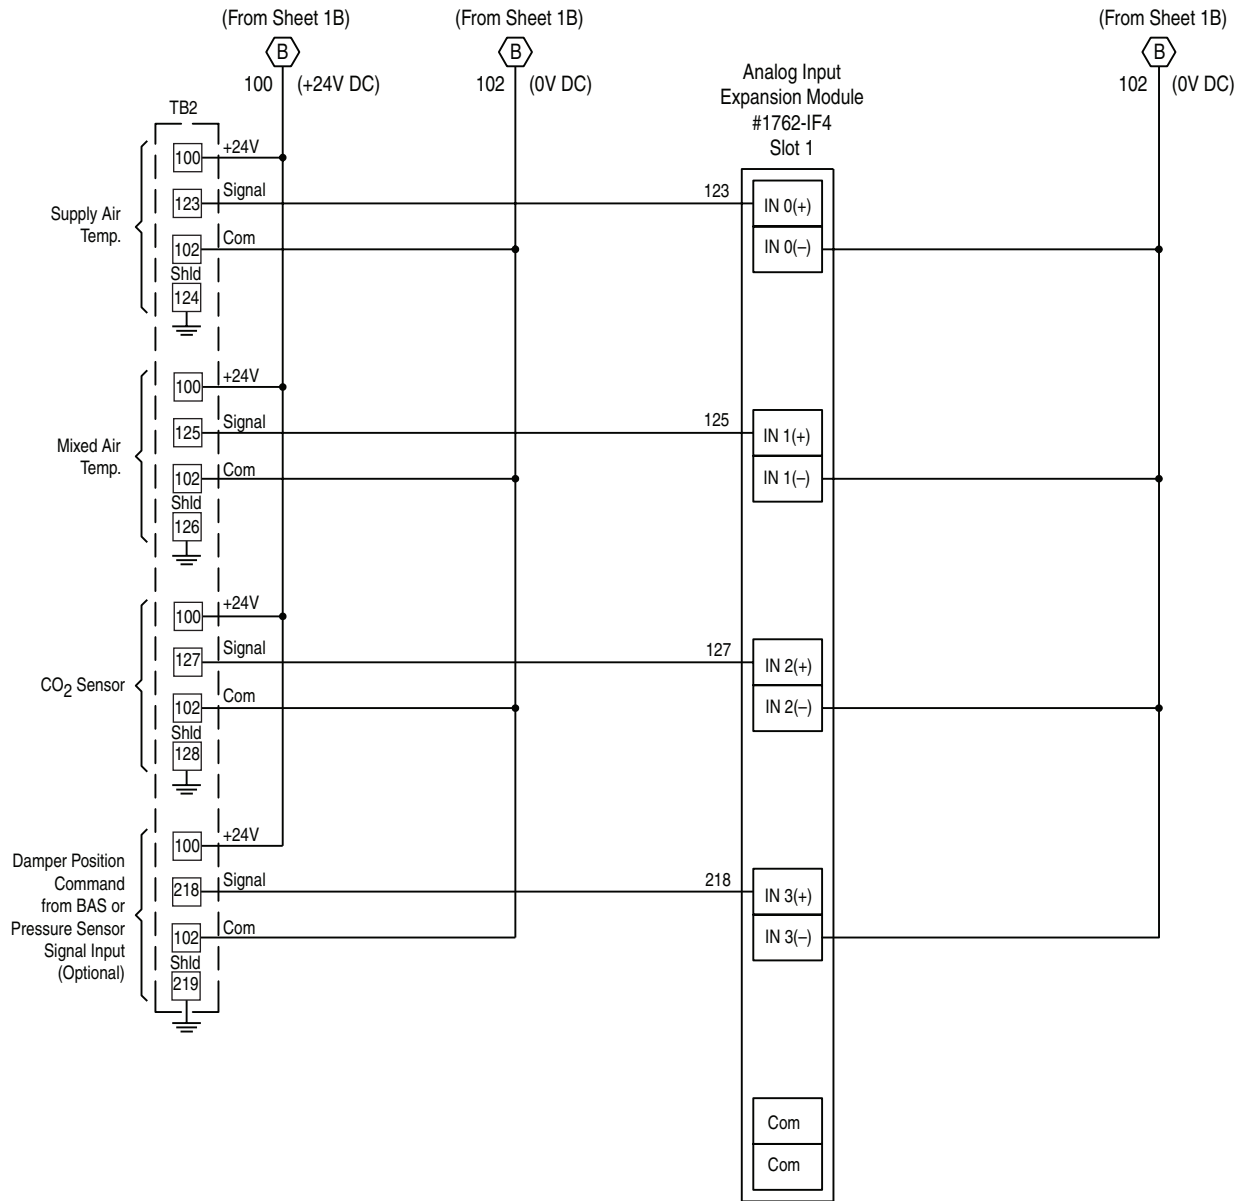 (From Sheet 1B)
(From Sheet 1B)
(From Sheet 1B)
B
B
B
100 (+24V DC)
102 (0V DC)
102 (0V DC)
Analog Input
Expansion Module
#1762-IF4
Slot 1
TB2
Supply Air
Temp.
100 +24V
123 Signal
102 Com
Shld
124
123
IN 0(+)
IN 0(–)
Mixed Air
Temp.
100 +24V
125 Signal
102 Com
Shld
126
125
IN 1(+)
IN 1(–)
CO2 Sensor
100 +24V
127 Signal
102 Com
Shld
128
127
IN 2(+)
IN 2(–)
Damper Position
Command
from BAS or
Pressure Sensor
Signal Input
(Optional)
100 +24V
218 Signal
102 Com
Shld
219
218
IN 3(+)
IN 3(–)
Com
Com